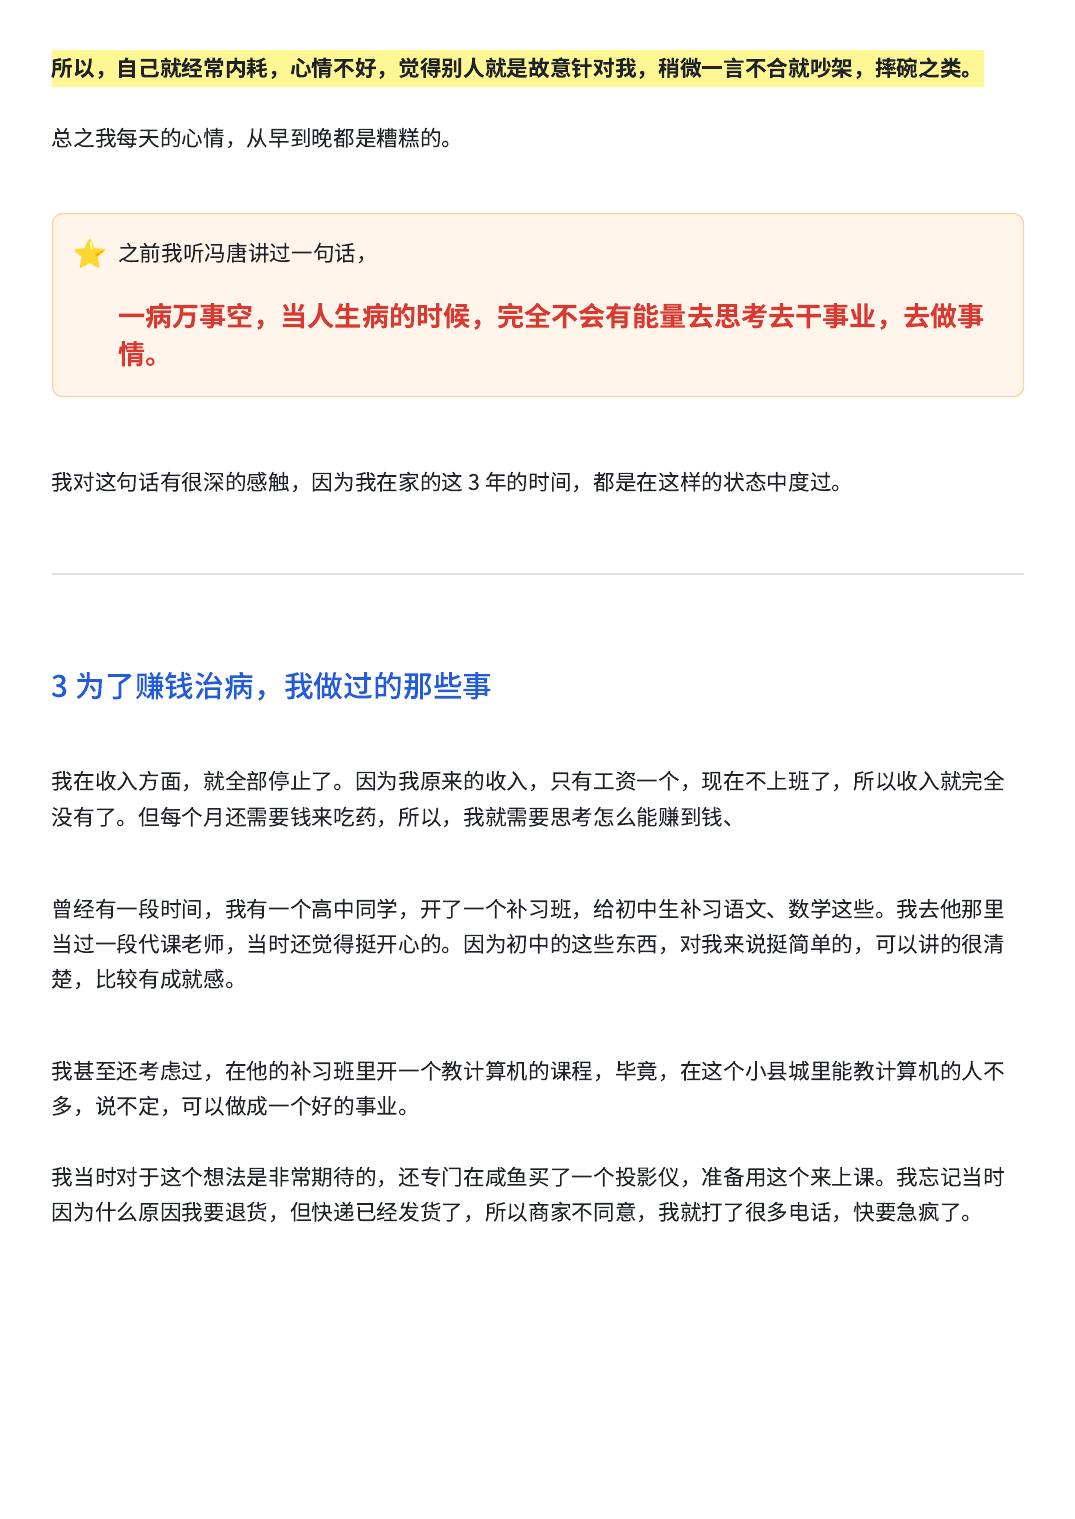 所以，自己就经常内耗，心情不好，觉得别人就是故意针对我，稍微一言不合就吵架，摔碗之类。
总之我每天的心情，从早到晚都是糟糕的。
之前我听冯唐讲过一句话，
一病万事空，当人生病的时候，完全不会有能量去思考去干事业，去做事
情。
我对这句话有很深的感触，因为我在家的这 3 年的时间，都是在这样的状态中度过。
3 为了赚钱治病，我做过的那些事
我在收入方面，就全部停止了。因为我原来的收入，只有工资一个，现在不上班了，所以收入就完全
没有了。但每个月还需要钱来吃药，所以，我就需要思考怎么能赚到钱、
曾经有一段时间，我有一个高中同学，开了一个补习班，给初中生补习语文、数学这些。我去他那里
当过一段代课老师，当时还觉得挺开心的。因为初中的这些东西，对我来说挺简单的，可以讲的很清
楚，比较有成就感。
我甚至还考虑过，在他的补习班里开一个教计算机的课程，毕竟，在这个小县城里能教计算机的人不
多，说不定，可以做成一个好的事业。
我当时对于这个想法是非常期待的，还专门在咸鱼买了一个投影仪，准备用这个来上课。我忘记当时
因为什么原因我要退货，但快递已经发货了，所以商家不同意，我就打了很多电话，快要急疯了。